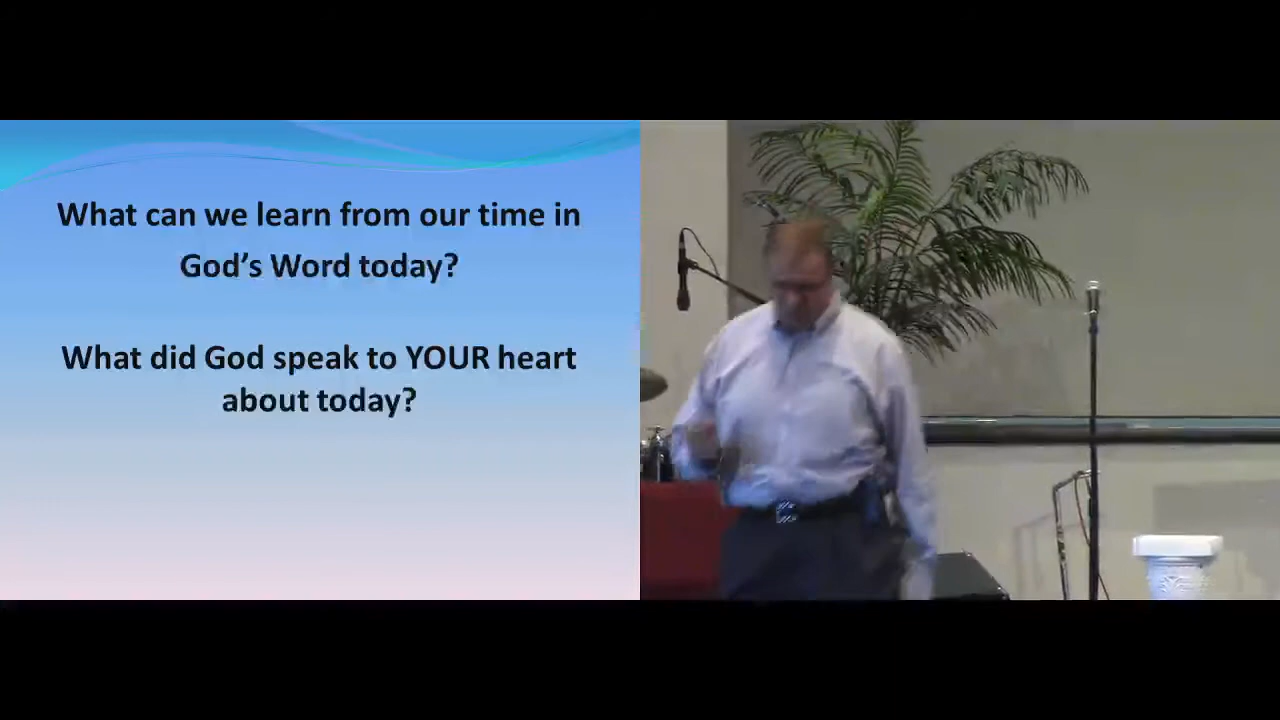 What can we learn from our time in
God's Word today?
What did God speak to YOUR heart
about today?